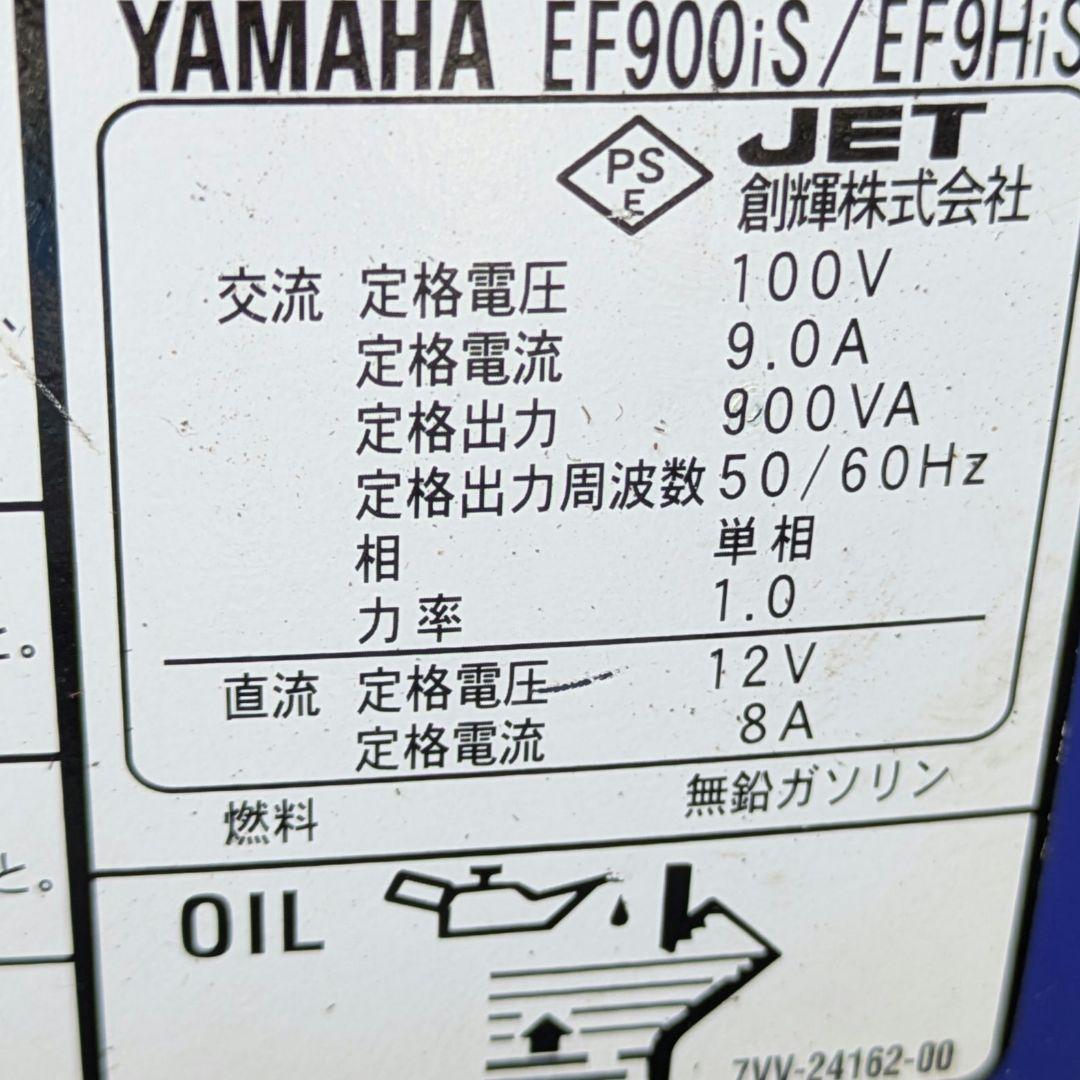 YAMAHA EF900iS/EF9HiS
PS
E
JET
創輝株式会社
交流 定格電圧 100V
定格電流 9.0A
定格出力 900VA
定格出力周波数 50/60Hz
相 単相
力率 1.0
直流 定格電圧 12V
定格電流 8A
燃料 無鉛ガソリン
と。
と。
OIL
7VV-24162-00